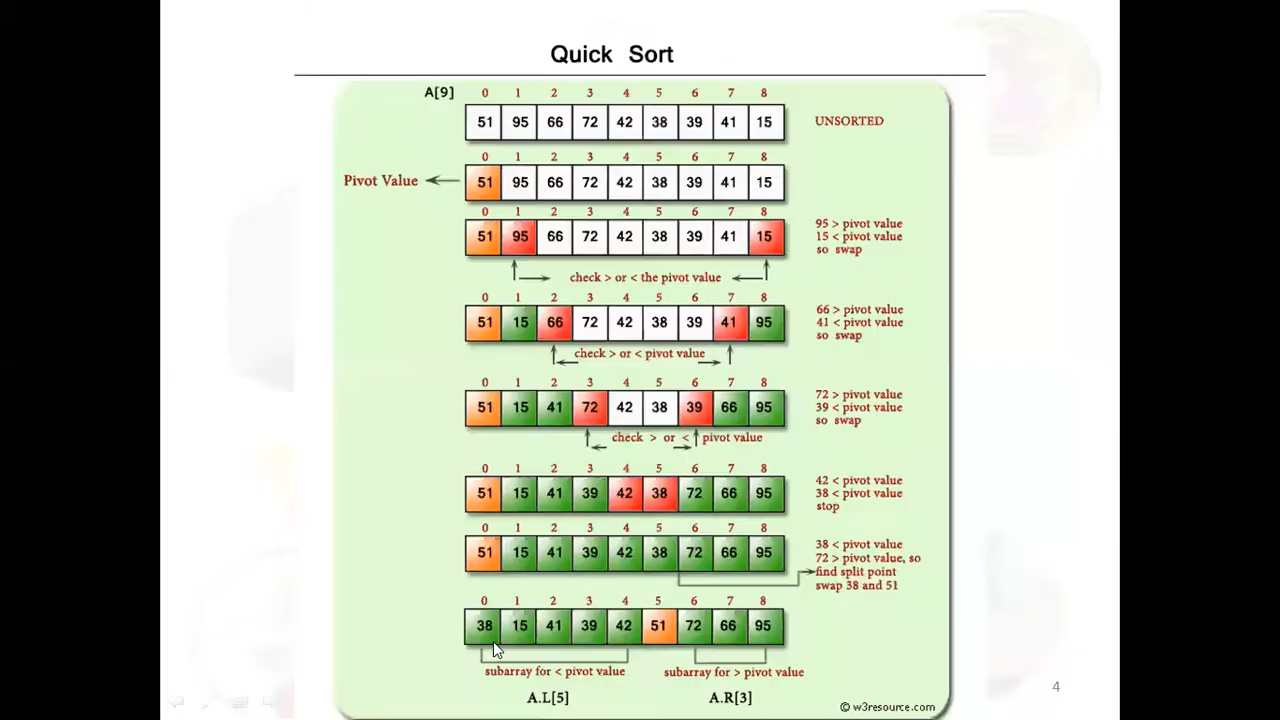 Quick Sort
A[9] 0 1 2 3 4 5 6 7 8
51 95 66 72 42 38 39 41 15 UNSORTED
0 1 2 3 4 5 6 7 8
Pivot Value 51 95 66 72 42 38 39 41 15
0 1 2 3 4 5 6 7 8
51 95 66 72 42 38 39 41 15
95 > pivot value
15 < pivot value
so swap
check > or < the pivot value
0 1 2 3 4 5 6 7 8
51 15 66 72 42 38 39 41 95
66 > pivot value
41 < pivot value
so swap
check > or < pivot value
0 1 2 3 4 5 6 7 8
51 15 41 72 42 38 39 66 95
72 > pivot value
39 < pivot value
so swap
check > or < pivot value
0 1 2 3 4 5 6 7 8
51 15 41 39 42 38 72 66 95
42 < pivot value
38 < pivot value
stop
0 1 2 3 4 5 6 7 8
51 15 41 39 42 38 72 66 95
38 < pivot value
72 > pivot value, so
find split point
swap 38 and 51
0 1 2 3 4 5 6 7 8
38 15 41 39 42 51 72 66 95
subarray for < pivot value subarray for > pivot value
A.L[5] A.R[3]
4
© w3resource.com